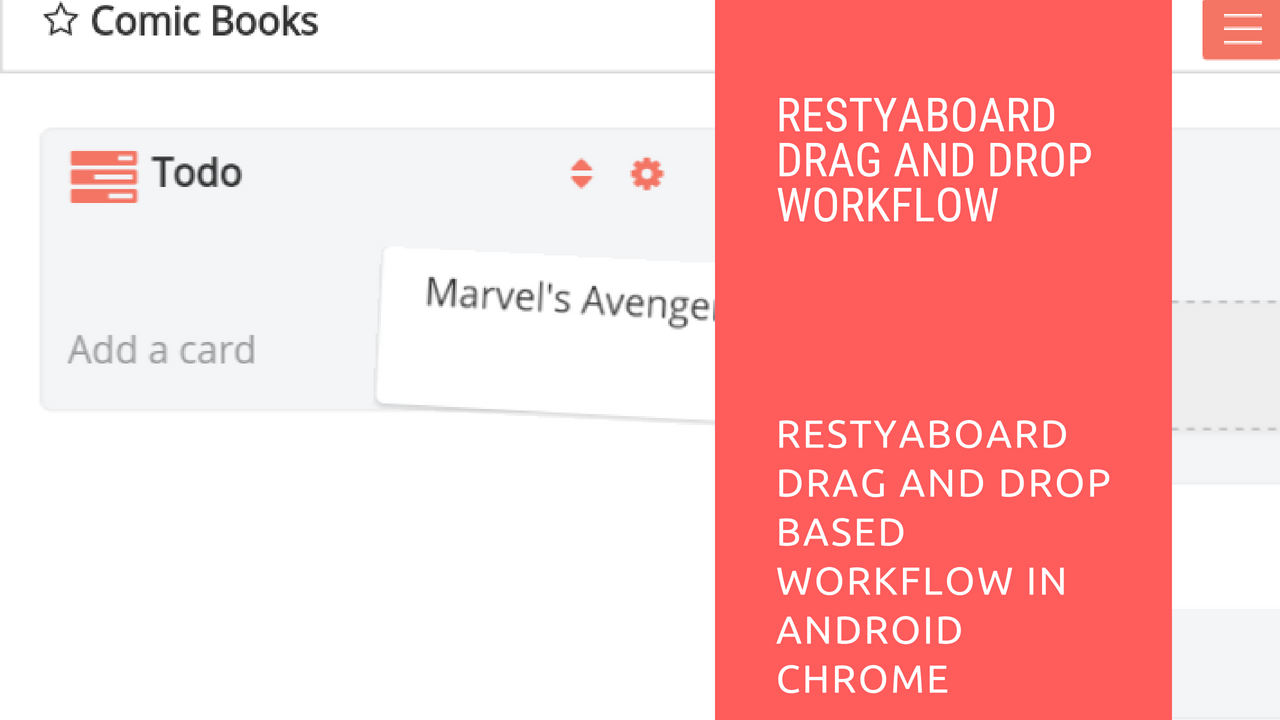 Comic Books
Todo
Marvel's
Add a card
RESTYABOARD
DRAG AND DROP
WORKFLOW
RESTYABOARD
DRAG AND DROP
BASED
WORKFLOW IN
ANDROID
CHROME